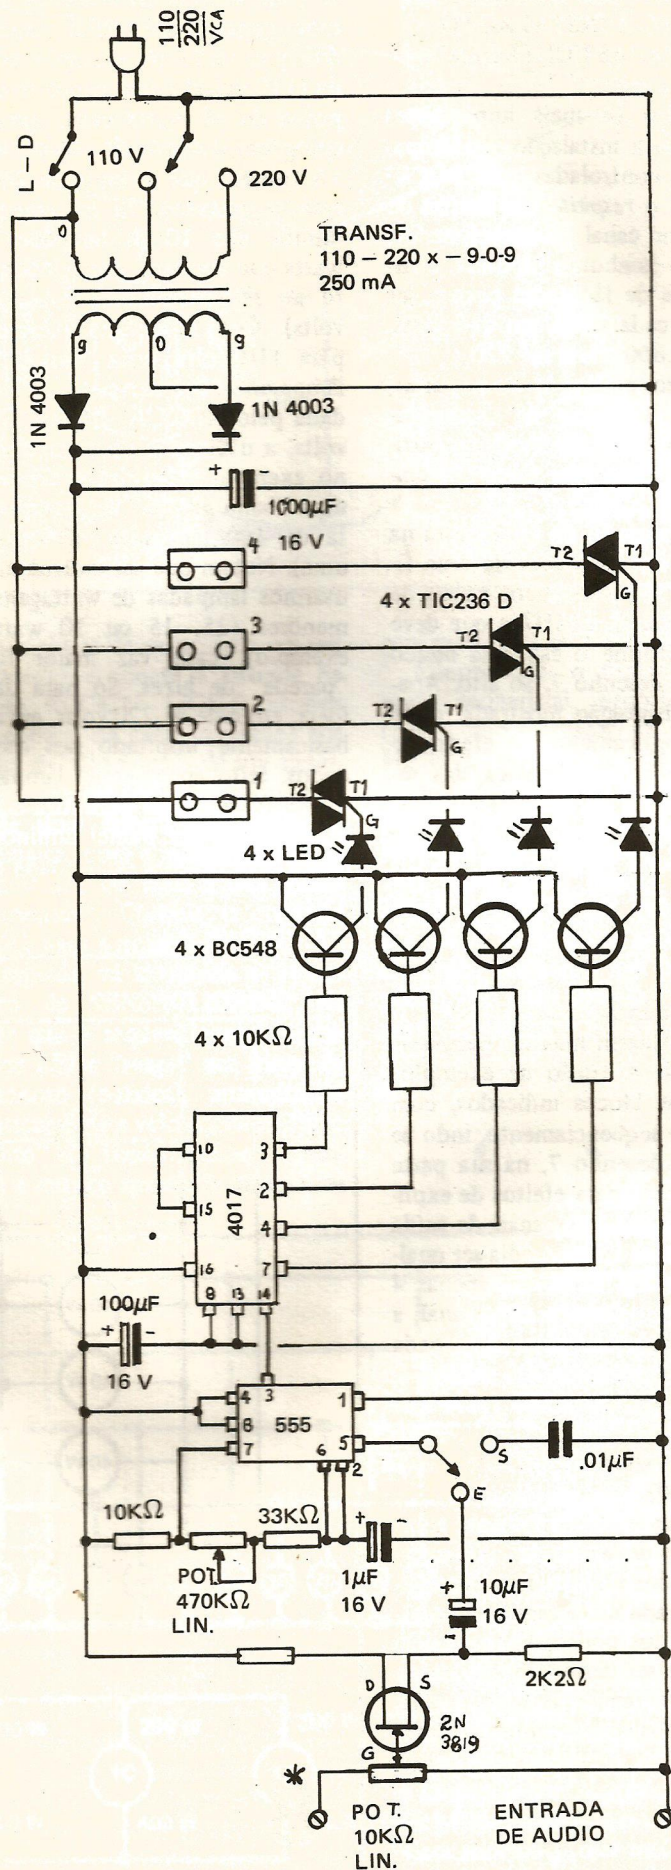 110
220
VCA
L – D
110 V
220 V
TRANSF.
110 – 220 x – 9-0-9
250 mA
0
9
0
9
1N 4003
1N 4003
+
-
1000µF
16 V
4
T2
T1
G
4 x TIC236 D
3
T2
T1
G
2
T2
T1
G
1
T2
T1
G
4 x LED
4 x BC548
4 x 10KΩ
10
3
15
2
4017
4
16
7
8
13
14
100µF
+
-
16 V
4
3
1
8
555
5
7
6
2
S
.01µF
E
10KΩ
33KΩ
+
-
POT.
470KΩ
LIN.
1µF
16 V
+
10µF
16 V
-
2K2Ω
D
S
2N
3819
G
*
POT.
10KΩ
LIN.
ENTRADA
DE AUDIO